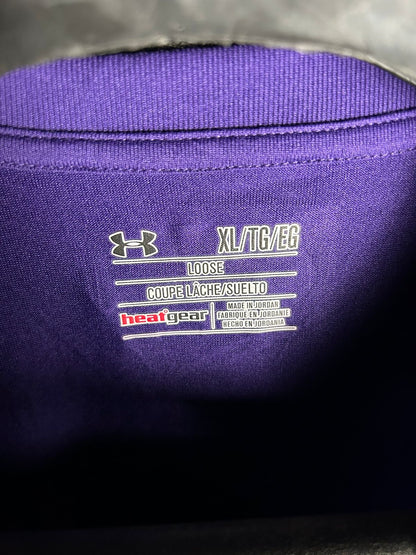 XL/TG/EG
LOOSE
COUPE LÂCHE/SUELTO
heatgear
MADE IN JORDAN
FABRIQUÉ EN JORDANIE
HECHO EN JORDANIA